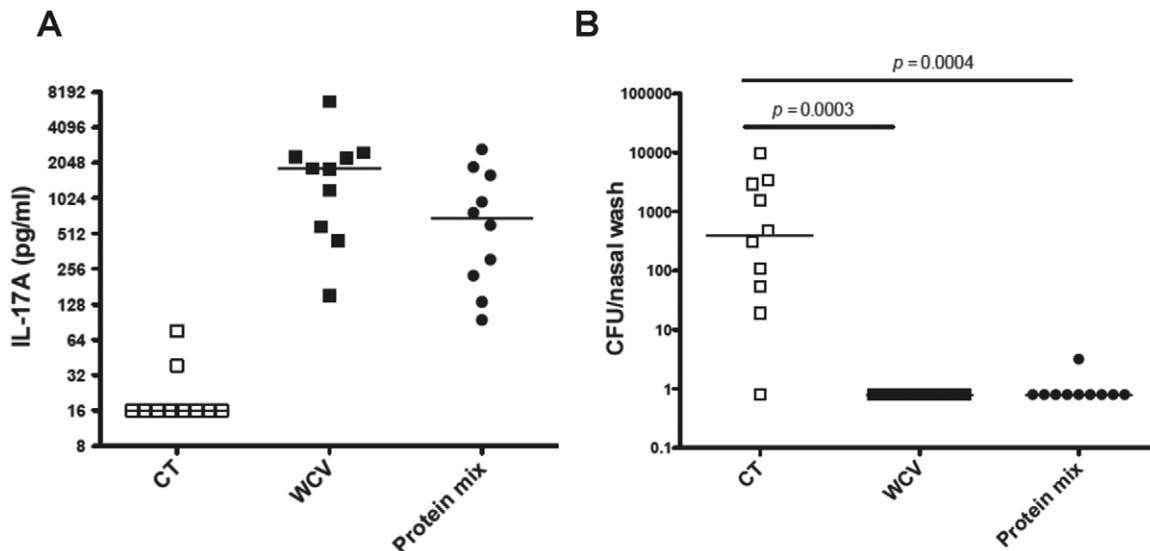 A
IL-17A (pg/ml)
8192
4096
2048
1024
512
256
128
64
32
16
8
CT
WCV
Protein mix
B
p = 0.0004
p = 0.0003
CFU/nasal wash
100000
10000
1000
100
10
1
0.1
CT
WCV
Protein mix